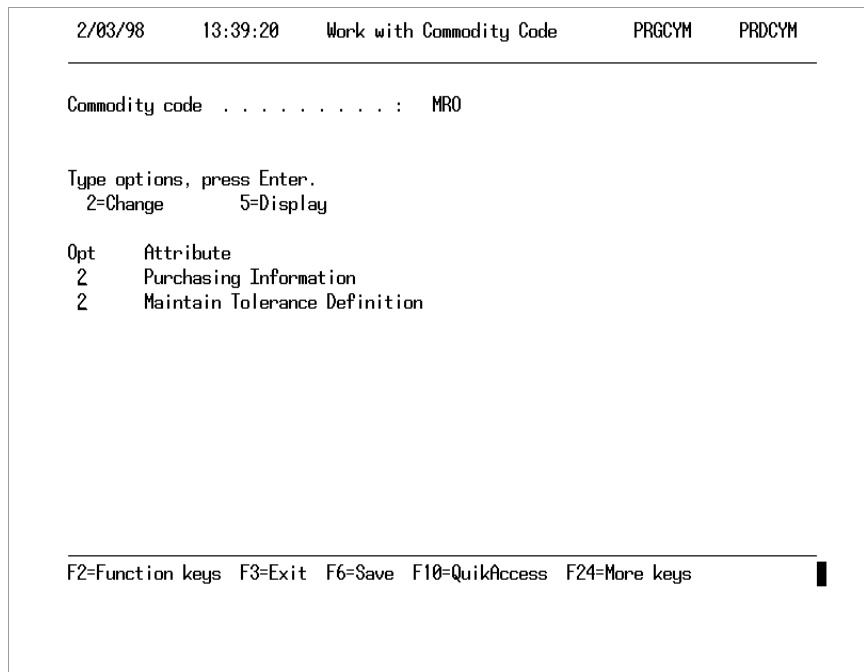 2/03/98 13:39:20 Work with Commodity Code PRGCYM PRDCYM
Commodity code . . . . . . . . . : MRO
Type options, press Enter.
2=Change 5=Display
Opt Attribute
2 Purchasing Information
2 Maintain Tolerance Definition
F2=Function keys F3=Exit F6=Save F10=QuikAccess F24=More keys